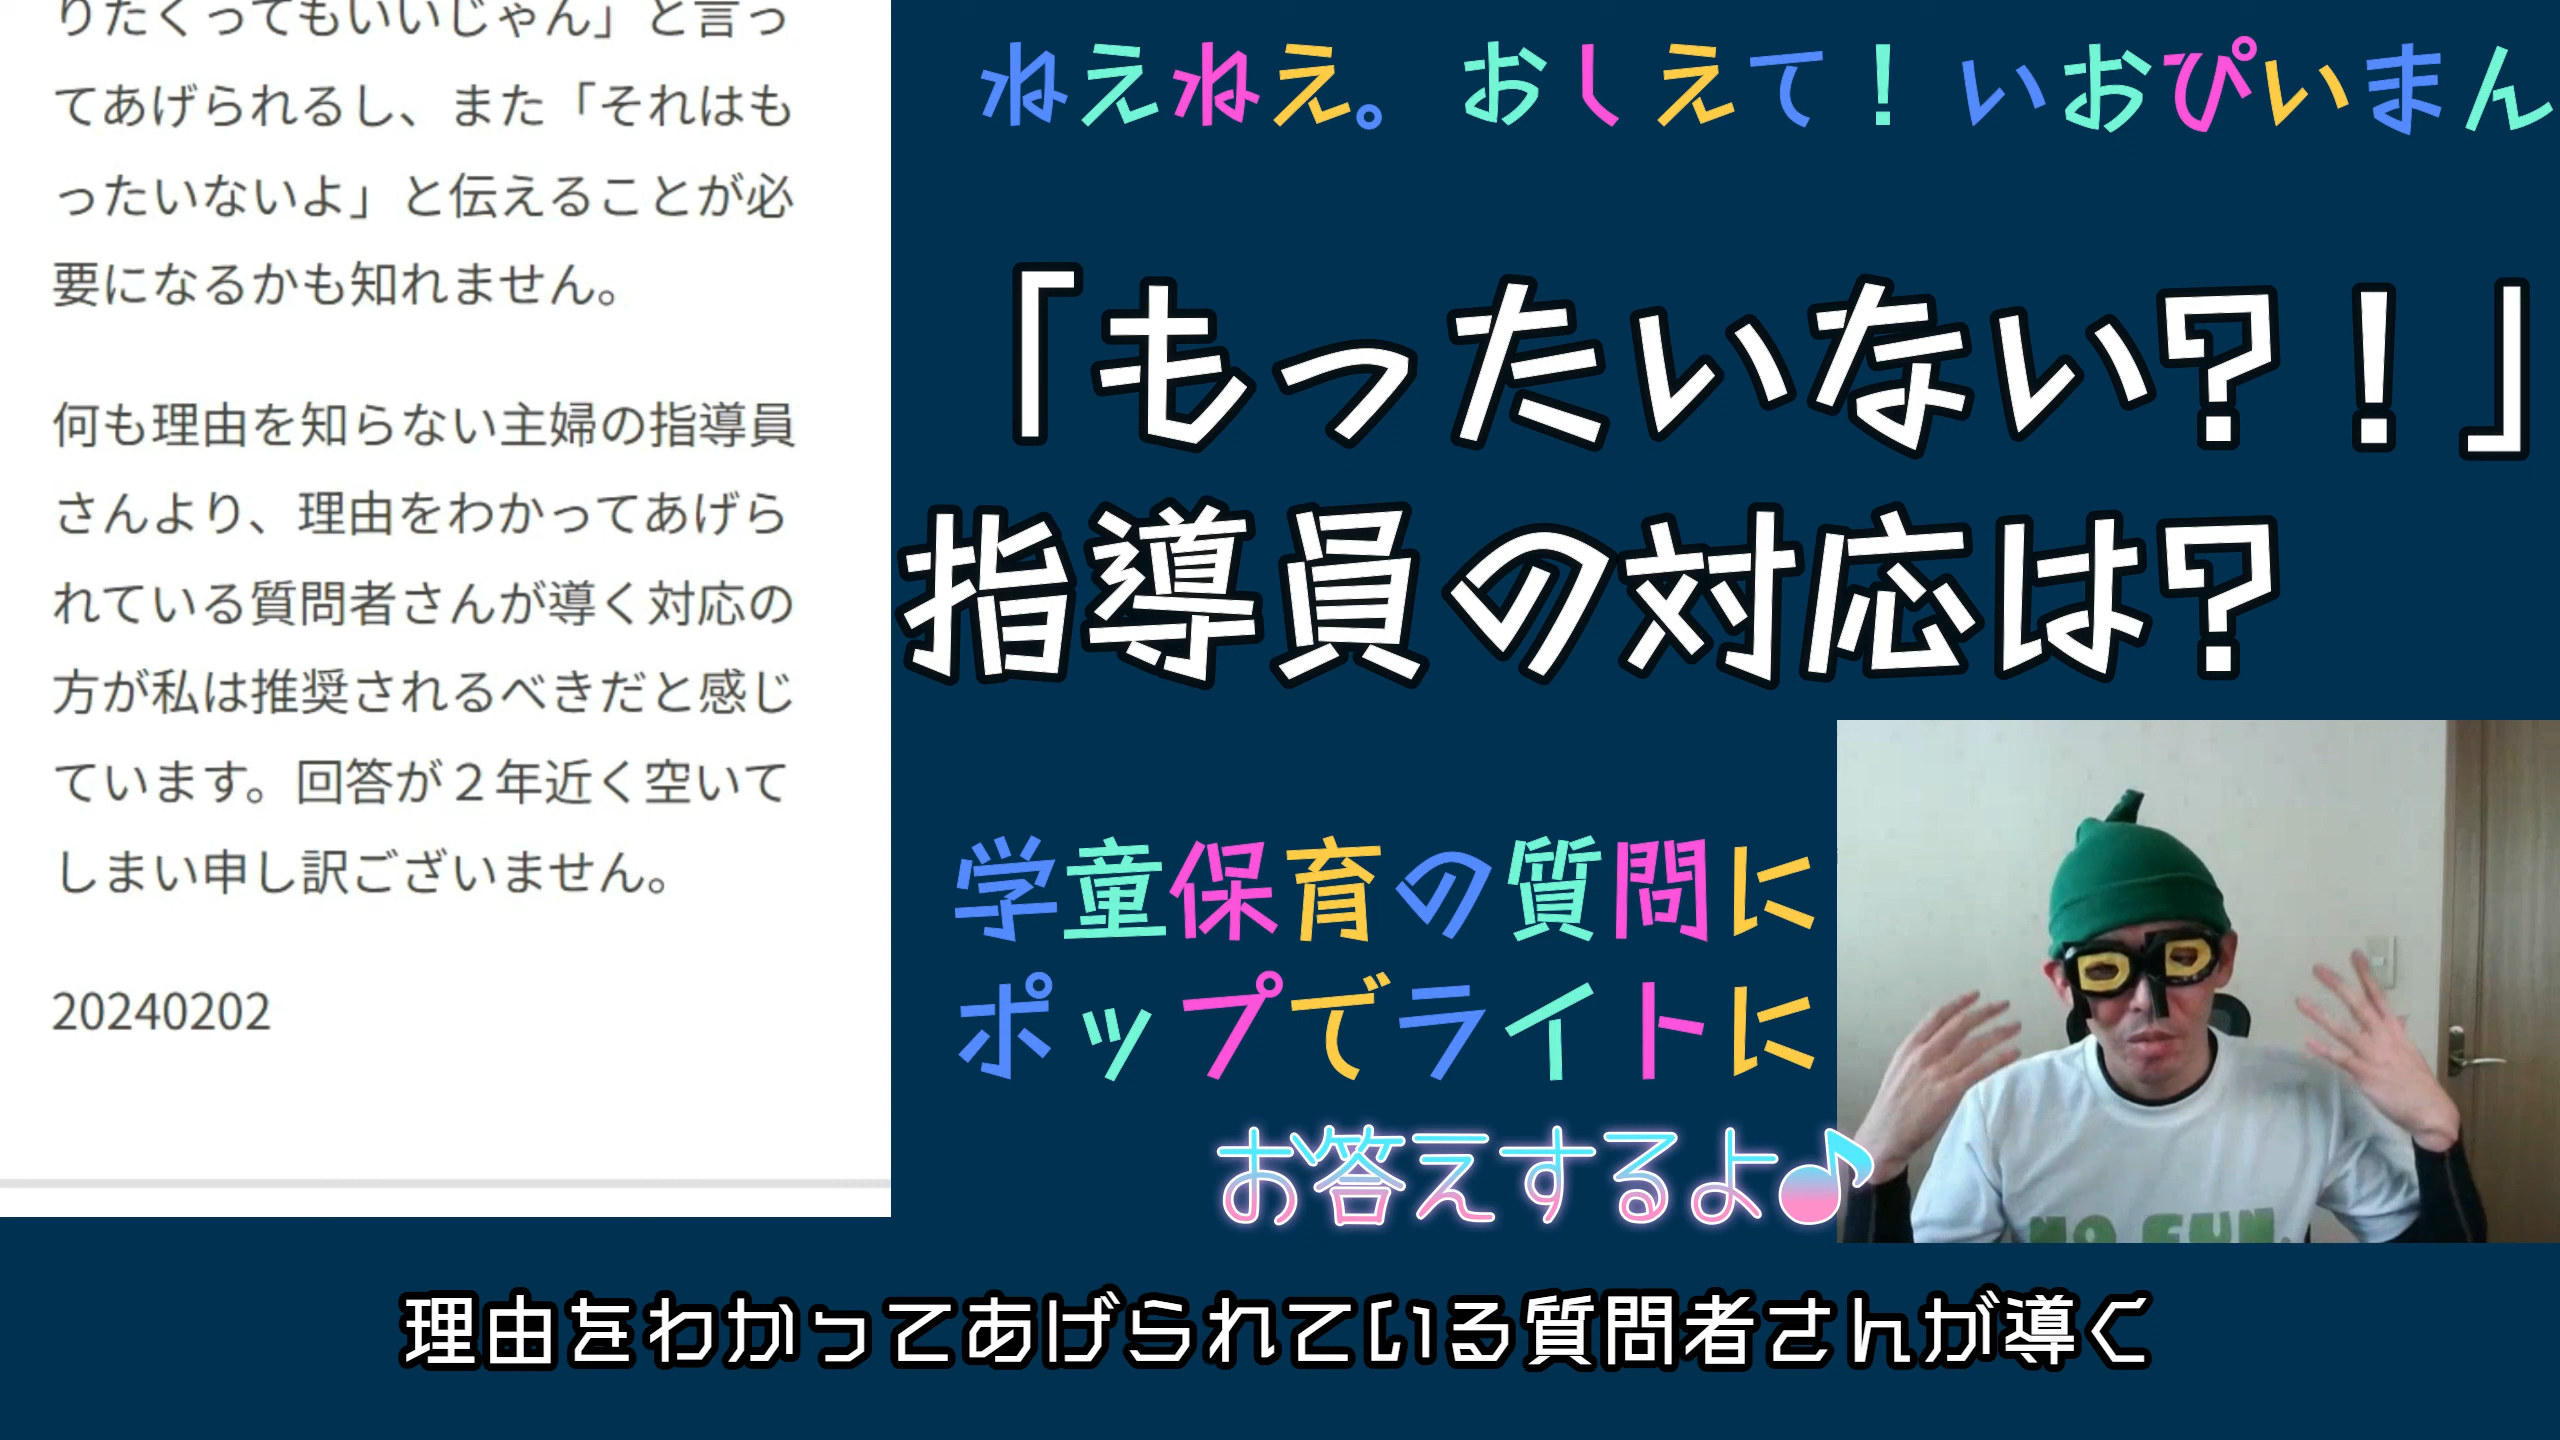 りたくってもいいじゃん」と言っ
てあげられるし、また「それはも
ったいないよ」と伝えることが必
要になるかも知れません。
何も理由を知らない主婦の指導員
さんより、理由をわかってあげら
れている質問者さんが導く対応の
方が私は推奨されるべきだと感じ
ています。回答が２年近く空いて
しまい申し訳ございません。
20240202
ねえねえ。おしえて！いおぴいまん
「もったいない？！」
指導員の対応は？
学童保育の質問に
ポップでライトに
お答えするよ♪
NO FUN.
理由をわかってあげられている質問者さんが導く